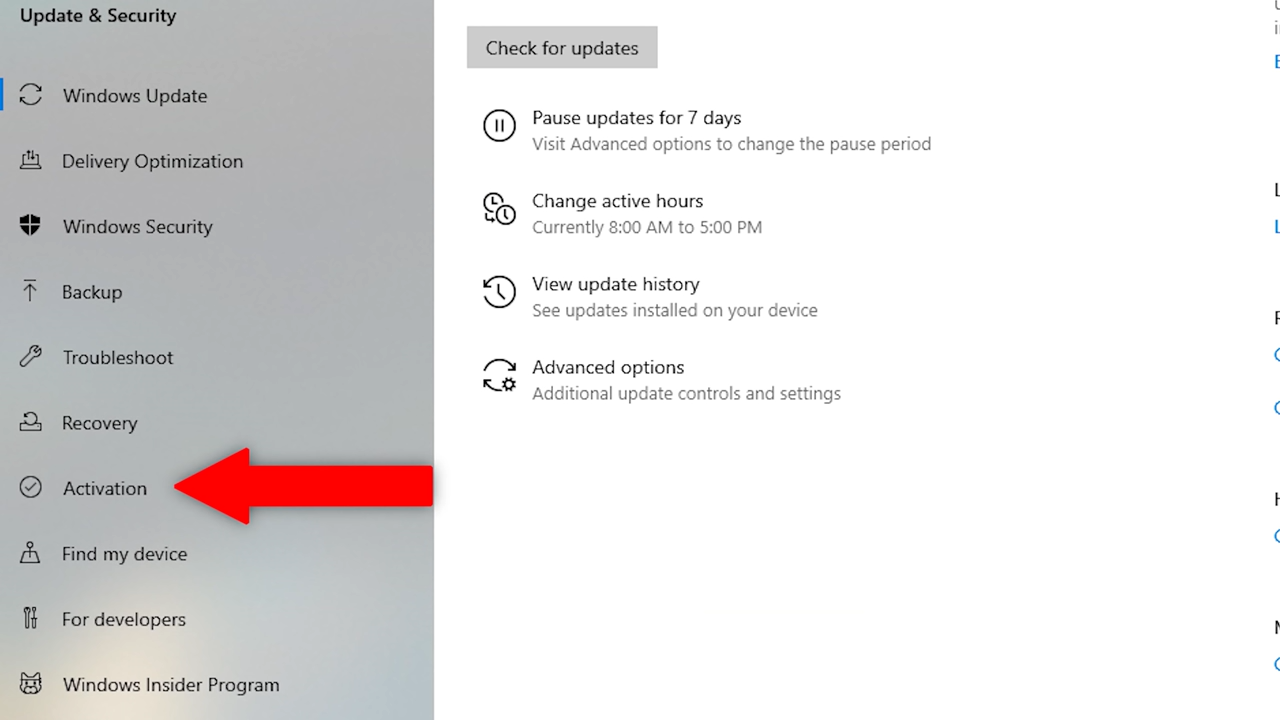 Update & Security
Windows Update
Delivery Optimization
Windows Security
Backup
Troubleshoot
Recovery
Activation
Find my device
For developers
Windows Insider Program
Check for updates
Pause updates for 7 days
Visit Advanced options to change the pause period
Change active hours
Currently 8:00 AM to 5:00 PM
View update history
See updates installed on your device
Advanced options
Additional update controls and settings